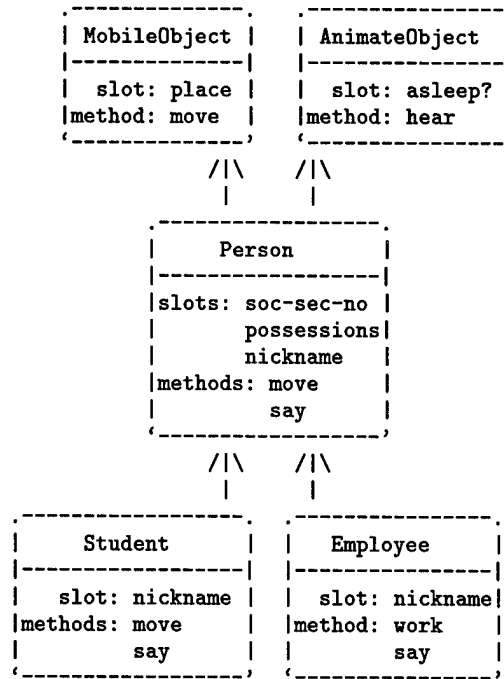 MobileObject
slot: place
method: move
AnimateObject
slot: asleep?
method: hear
Person
slots: soc-sec-no
possessions
nickname
methods: move
say
Student
slot: nickname
methods: move
say
Employee
slot: nickname
method: work
say